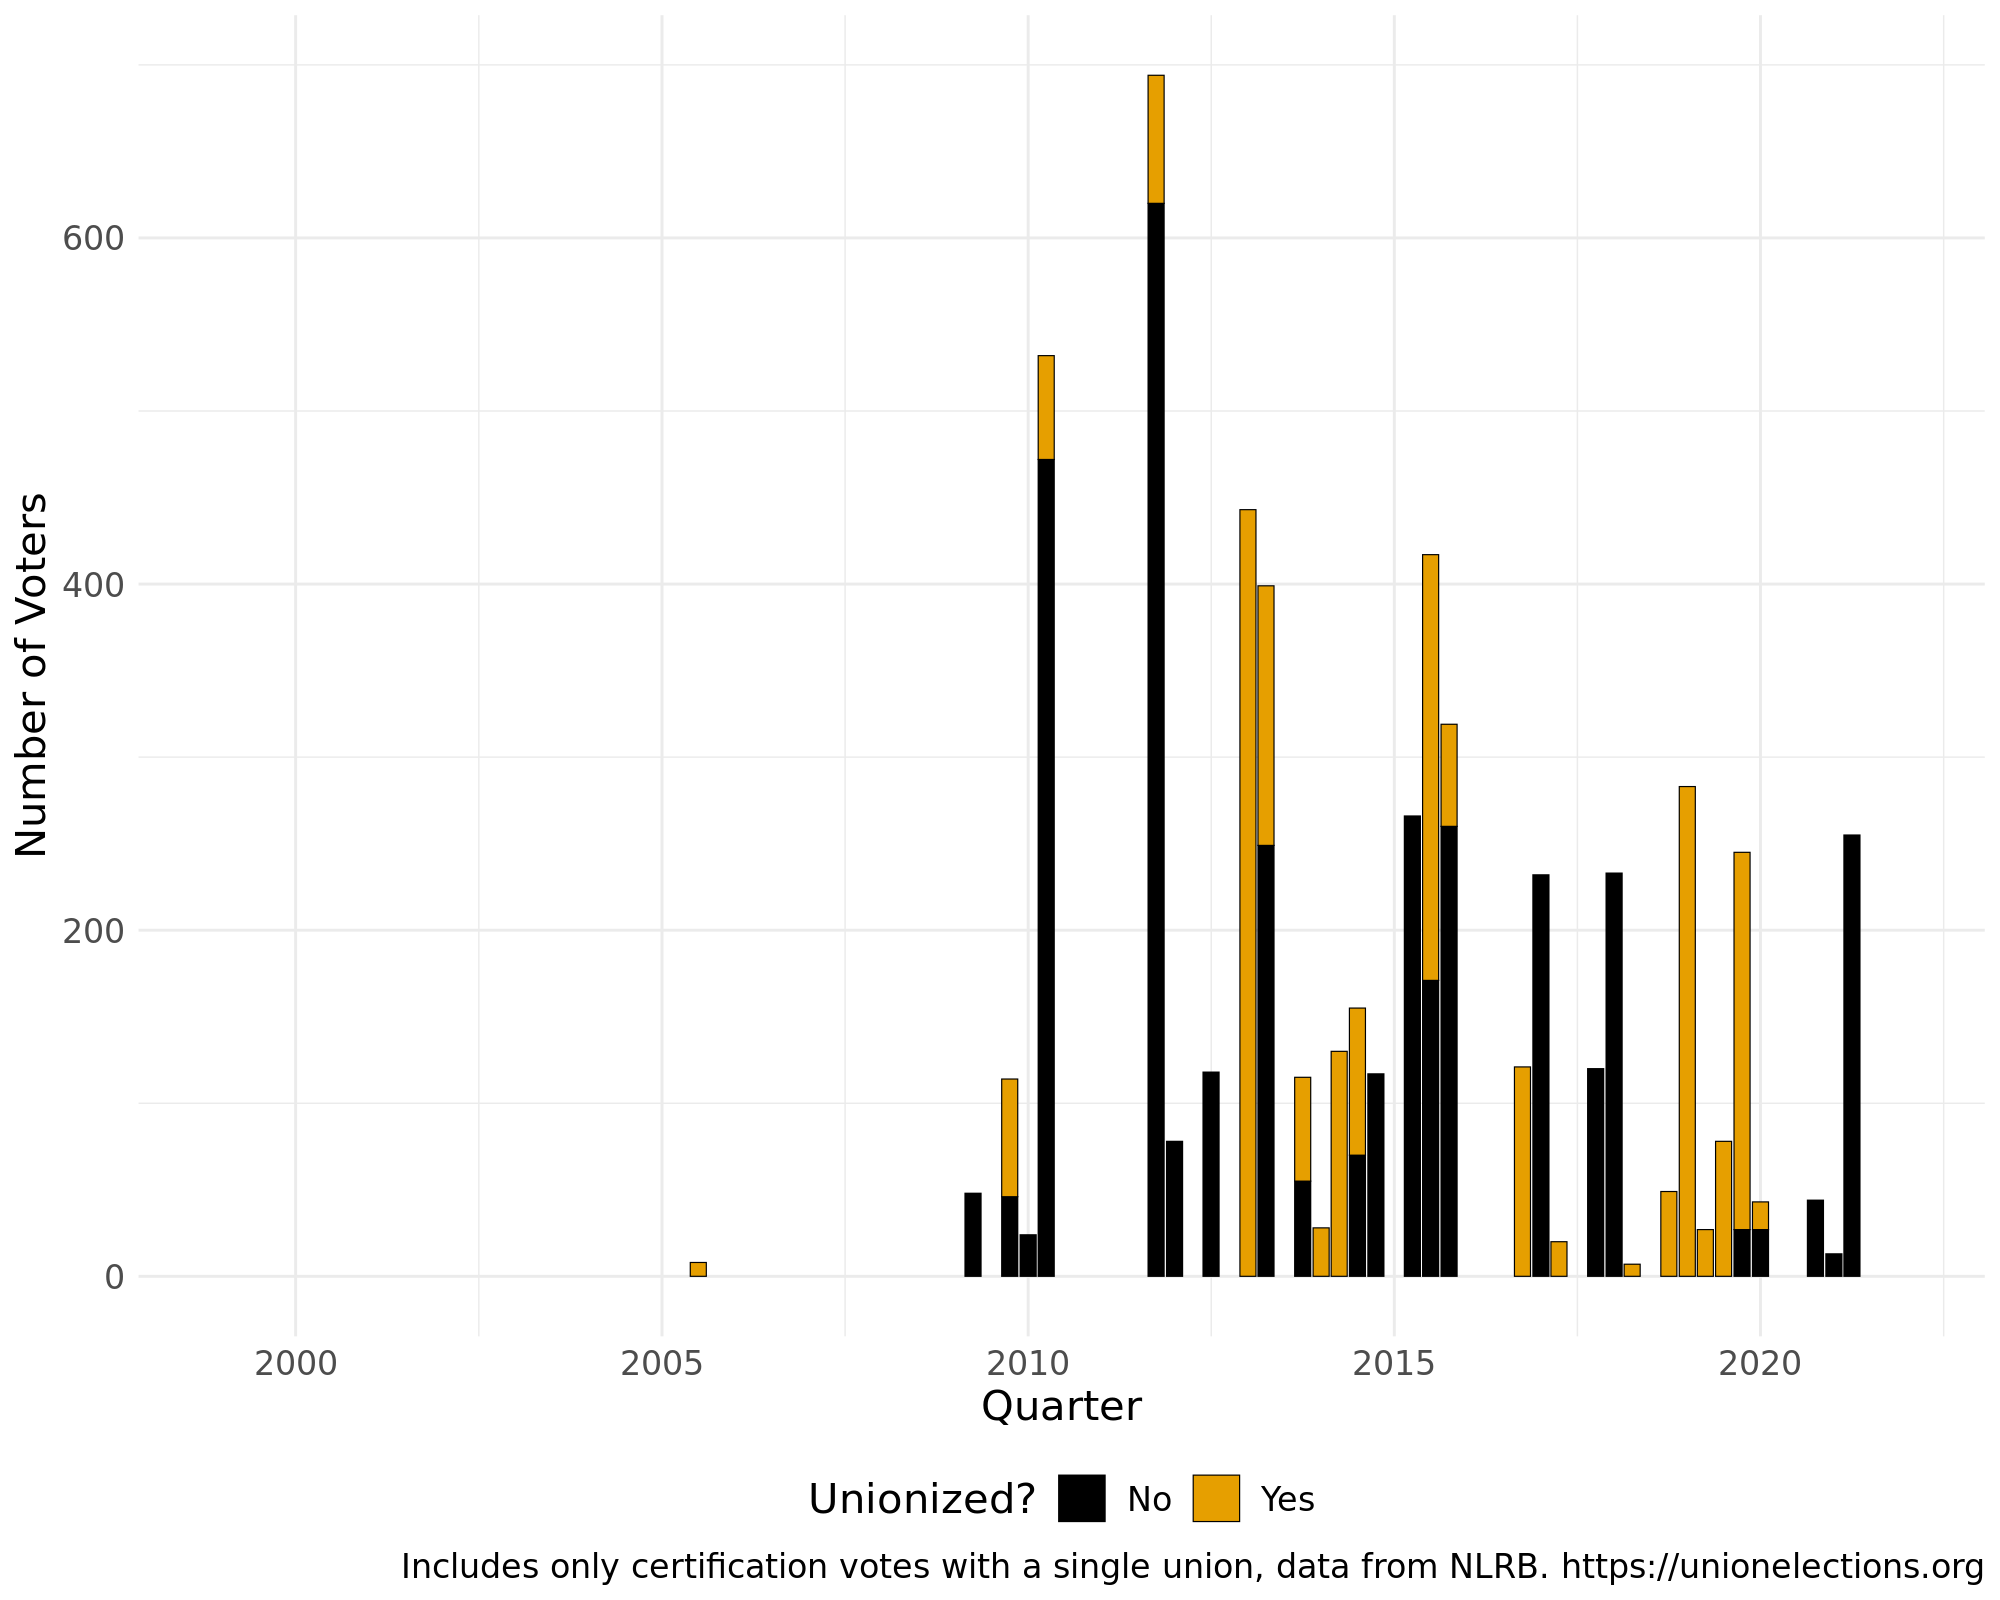 Number of Voters
600
400
200
0
2000 2005 2010 2015 2020
Quarter
Unionized? No Yes
Includes only certification votes with a single union, data from NLRB. https://unionelections.org